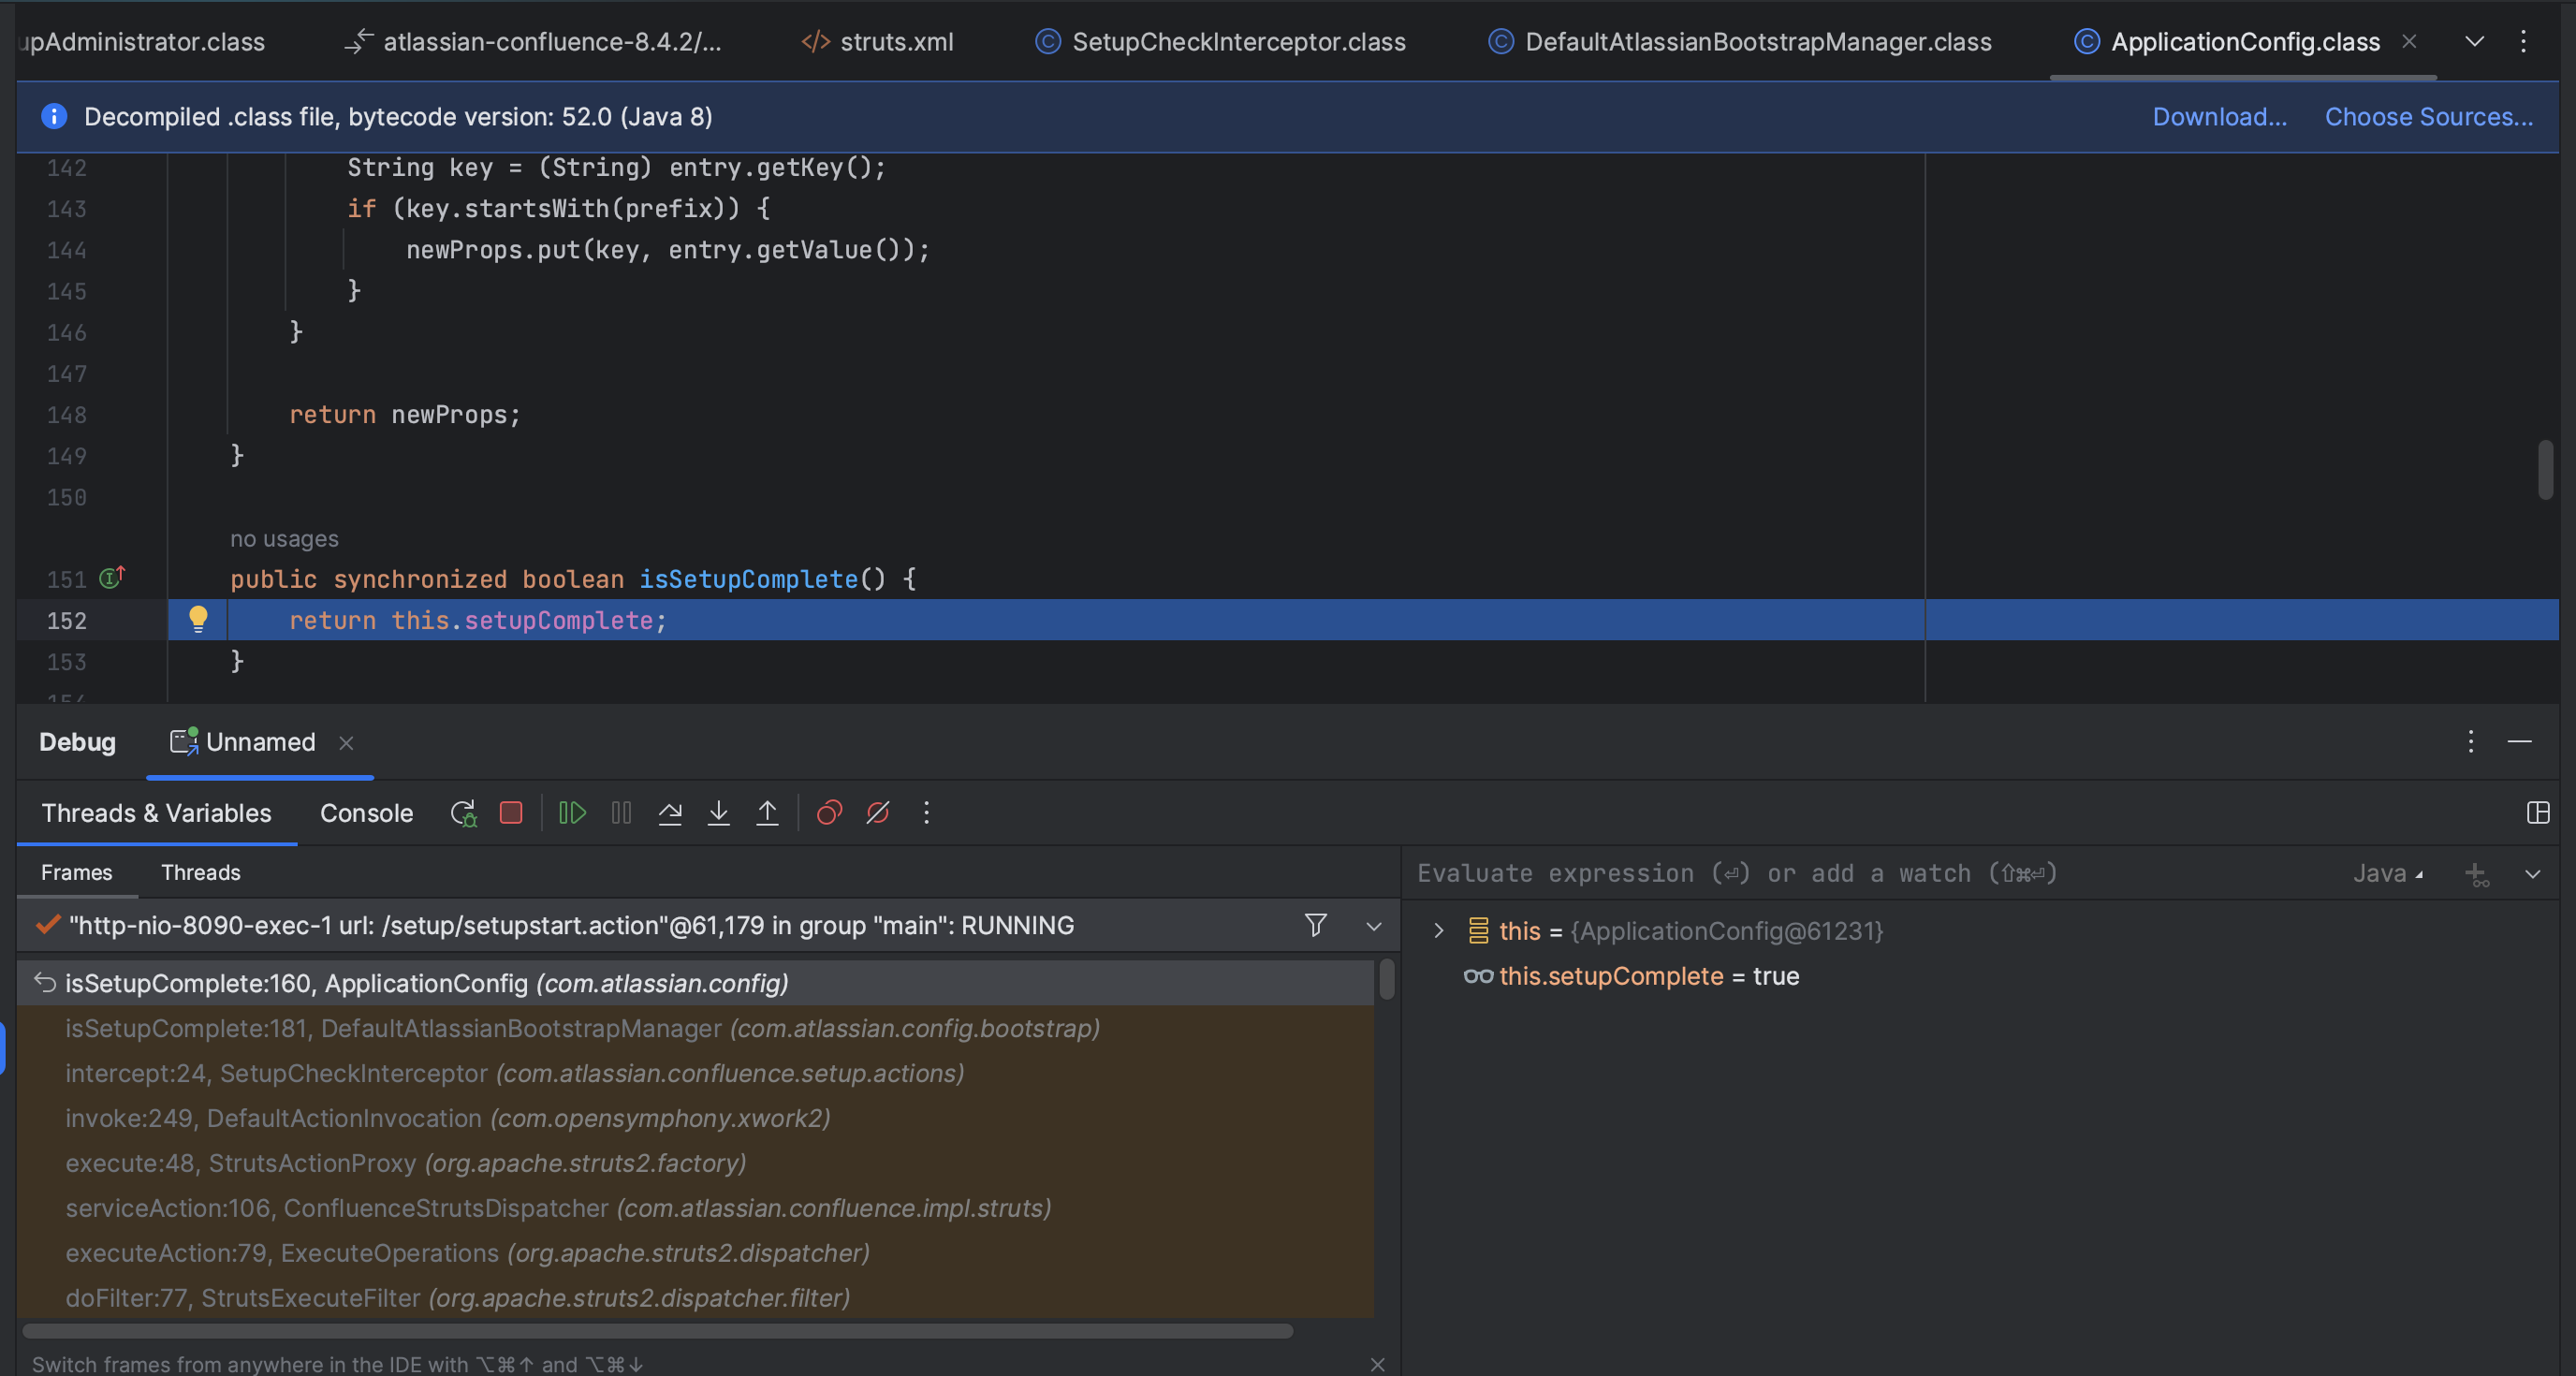 upAdministrator.class atlassian-confluence-8.4.2/... struts.xml SetupCheckInterceptor.class DefaultAtlassianBootstrapManager.class ApplicationConfig.class
Decompiled .class file, bytecode version: 52.0 (Java 8) Download... Choose Sources...
142 String key = (String) entry.getKey();
143 if (key.startsWith(prefix)) {
144 newProps.put(key, entry.getValue());
145 }
146 }
147
148 return newProps;
149 }
150
no usages
151 public synchronized boolean isSetupComplete() {
152 return this.setupComplete;
153 }
154
Debug Unnamed
Threads & Variables Console
Frames Threads
"http-nio-8090-exec-1 url: /setup/setupstart.action"@61,179 in group "main": RUNNING
isSetupComplete:160, ApplicationConfig (com.atlassian.config)
isSetupComplete:181, DefaultAtlassianBootstrapManager (com.atlassian.config.bootstrap)
intercept:24, SetupCheckInterceptor (com.atlassian.confluence.setup.actions)
invoke:249, DefaultActionInvocation (com.opensymphony.xwork2)
execute:48, StrutsActionProxy (org.apache.struts2.factory)
serviceAction:106, ConfluenceStrutsDispatcher (com.atlassian.confluence.impl.struts)
executeAction:79, ExecuteOperations (org.apache.struts2.dispatcher)
doFilter:77, StrutsExecuteFilter (org.apache.struts2.dispatcher.filter)
Switch frames from anywhere in the IDE with ⌥⌘↑ and ⌥⌘↓
Evaluate expression (⏎) or add a watch (⇧⌘⏎) Java
this = {ApplicationConfig@61231}
this.setupComplete = true